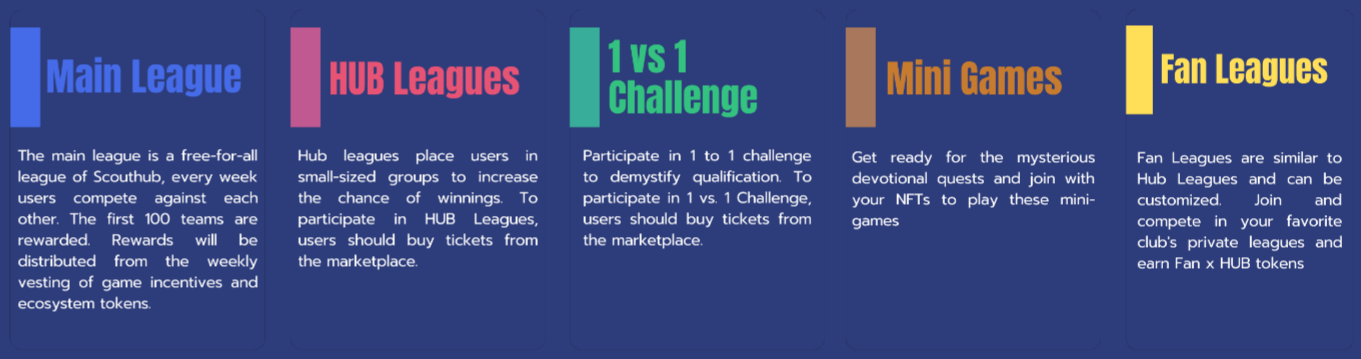 Main League
The main league is a free-for-all
league of Scouthub, every week
users compete against each
other. The first 100 teams are
rewarded. Rewards will be
distributed from the weekly
vesting of game incentives and
ecosystem tokens.
HUB Leagues
Hub leagues place users in
small-sized groups to increase
the chance of winnings. To
participate in HUB Leagues,
users should buy tickets from
the marketplace.
1 vs 1
Challenge
Participate in 1 to 1 challenge
to demystify qualification. To
participate in 1 vs. 1 Challenge,
users should buy tickets from
the marketplace.
Mini Games
Get ready for the mysterious
devotional quests and join with
your NFTs to play these mini-
games
Fan Leagues
Fan Leagues are similar to
Hub Leagues and can be
customized. Join and
compete in your favorite
club's private leagues and
earn Fan x HUB tokens